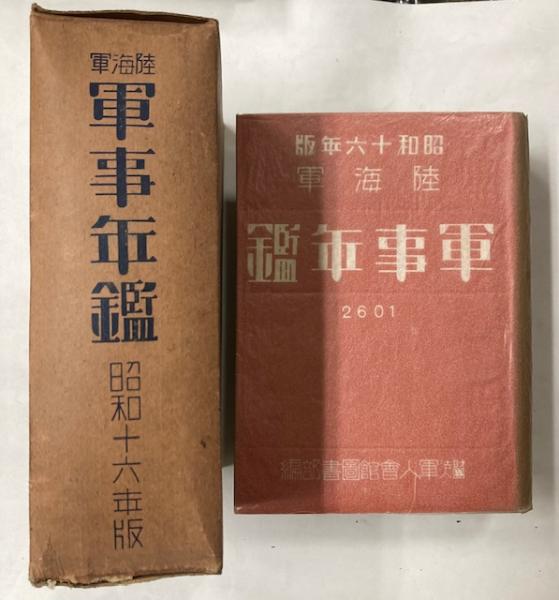 陸海軍
軍事年鑑
昭和十六年版
昭和十六年版
陸海軍
軍事年鑑
2601
軍人會館圖書部編